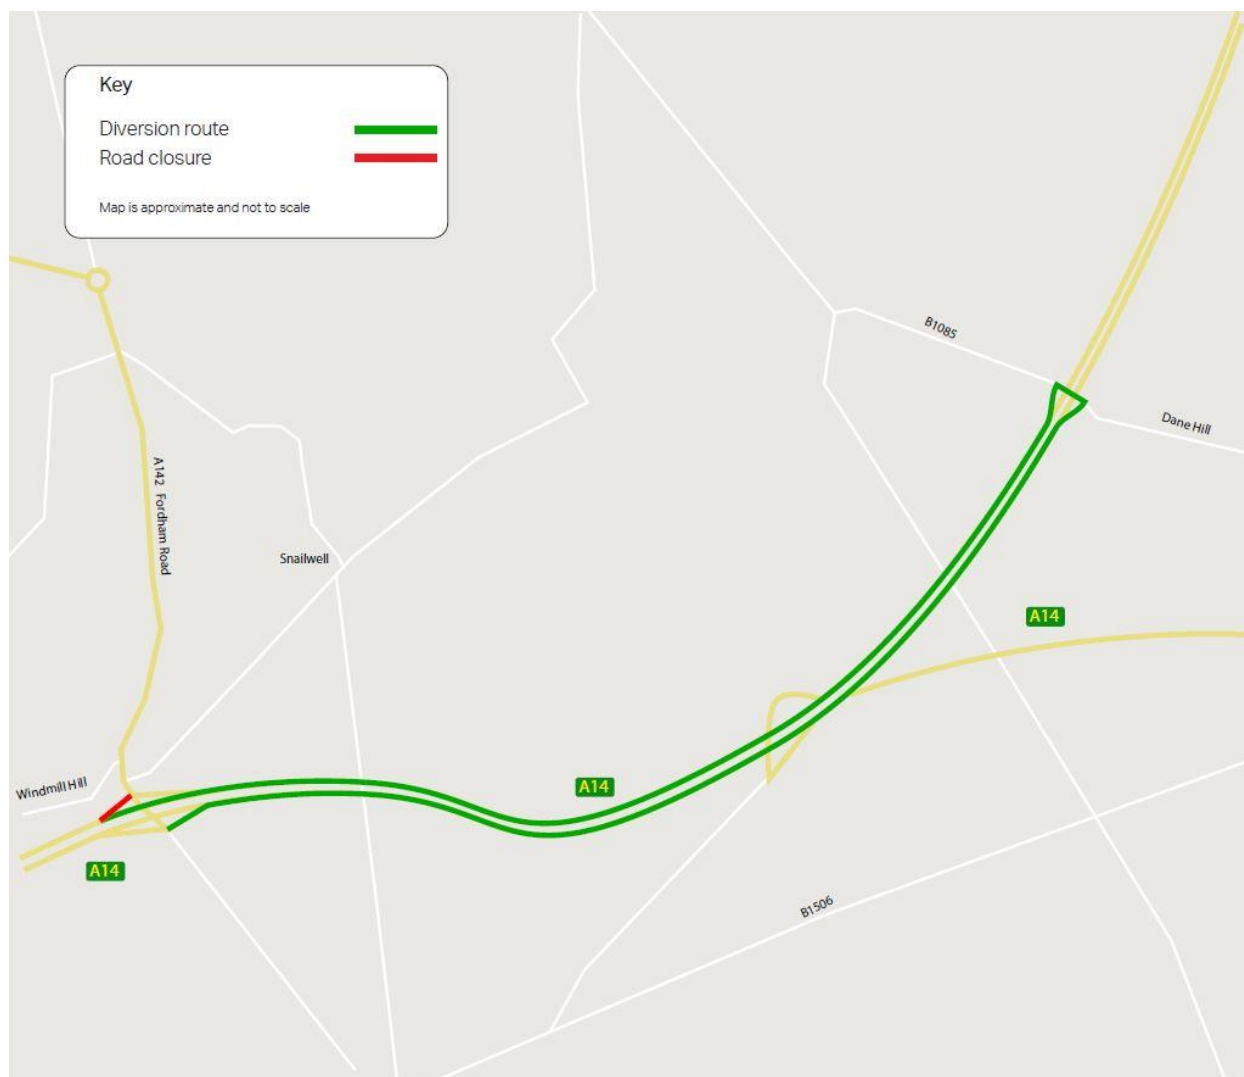 Key
Diversion route
Road closure
Map is approximate and not to scale
B1085
Dane Hill
A142 Fordham Road
Snailwell
A14
Windmill Hill
A14
A14
B1506